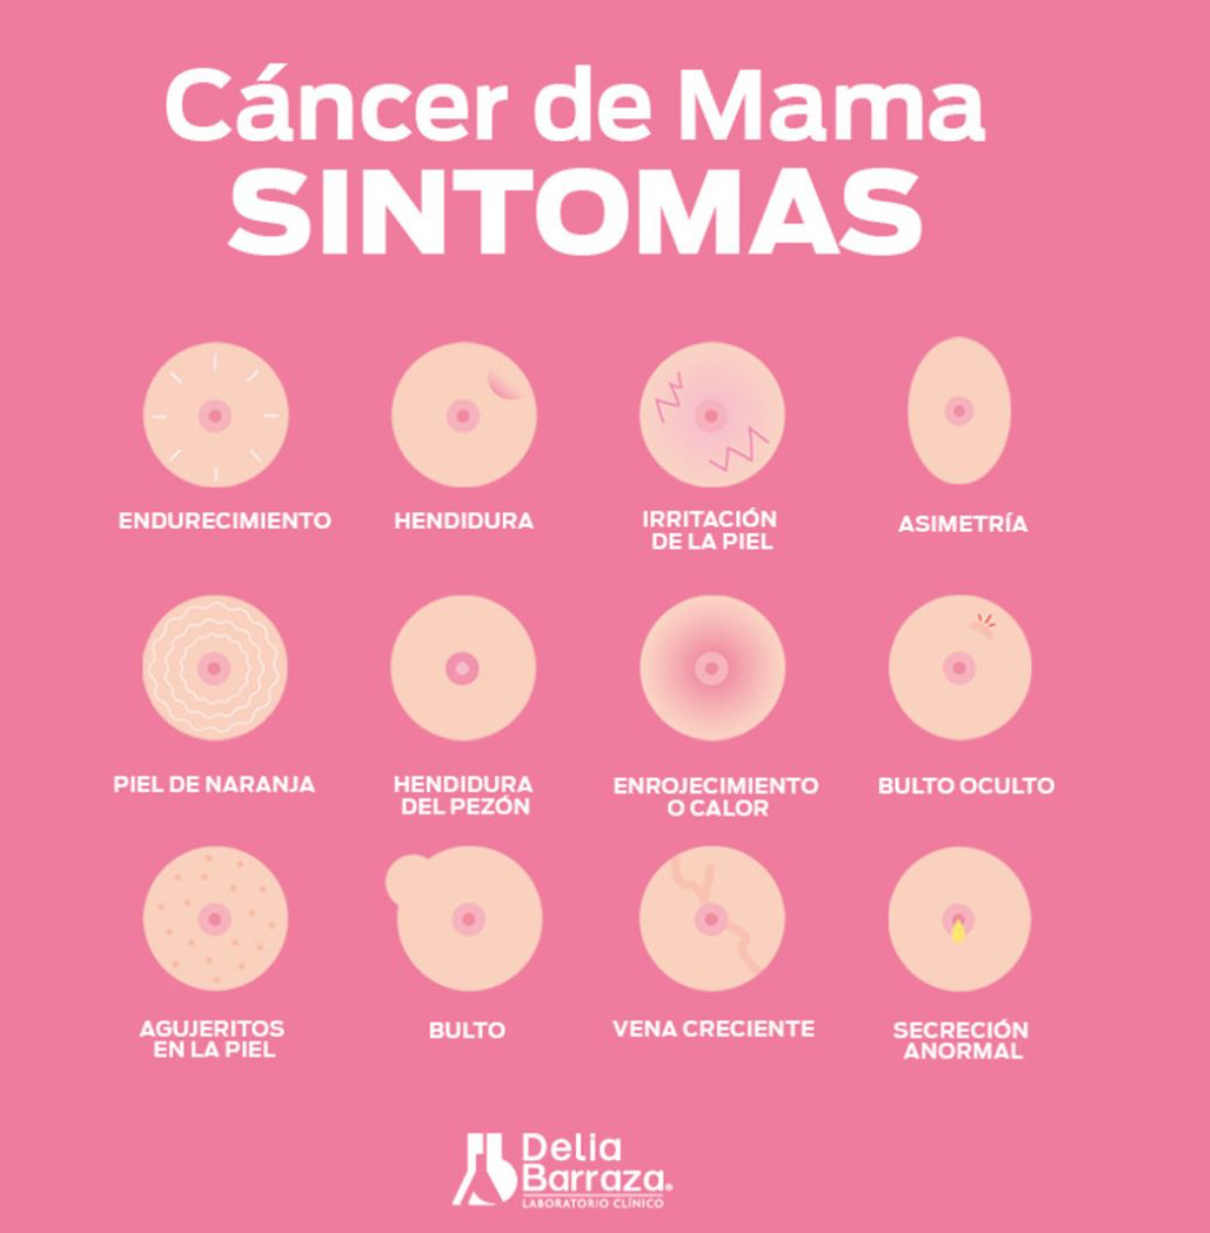 Cáncer de Mama
SINTOMAS
ENDURECIMIENTO
HENDIDURA
IRRITACIÓN
DE LA PIEL
ASIMETRÍA
PIEL DE NARANJA
HENDIDURA
DEL PEZÓN
ENROJECIMIENTO
O CALOR
BULTO OCULTO
AGUJERITOS
EN LA PIEL
BULTO
VENA CRECIENTE
SECRECIÓN
ANORMAL
Delia
Barraza®
LABORATORIO CLÍNICO